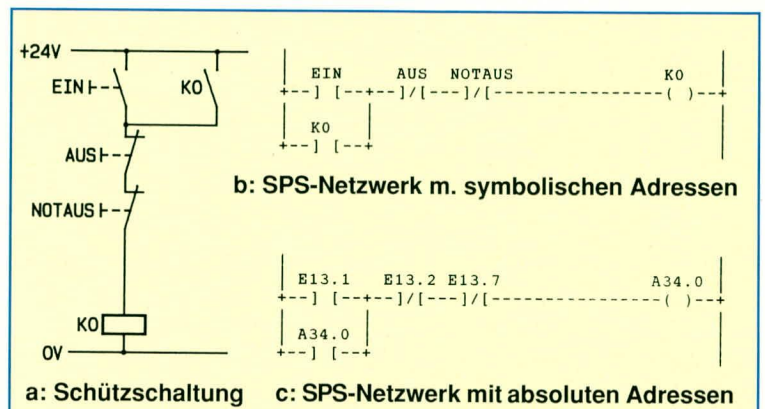 +24V
EIN
K0
AUS
NOTAUS
K0
0V
a: Schützschaltung
EIN AUS NOTAUS K0
+--] [--+--]/[---]/[-----------------( )--+
K0
+--] [--+
b: SPS-Netzwerk m. symbolischen Adressen
E13.1 E13.2 E13.7 A34.0
+--] [--+--]/[---]/[-----------------( )--+
A34.0
+--] [--+
c: SPS-Netzwerk mit absoluten Adressen